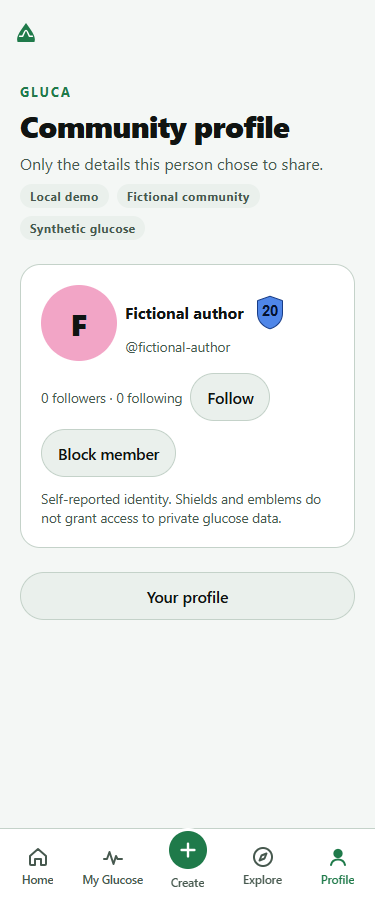 GLUCA
Community profile
Only the details this person chose to share.
Local demo
Fictional community
Synthetic glucose
F
Fictional author
20
@fictional-author
0 followers · 0 following
Follow
Block member
Self-reported identity. Shields and emblems do
not grant access to private glucose data.
Your profile
Home
My Glucose
Create
Explore
Profile